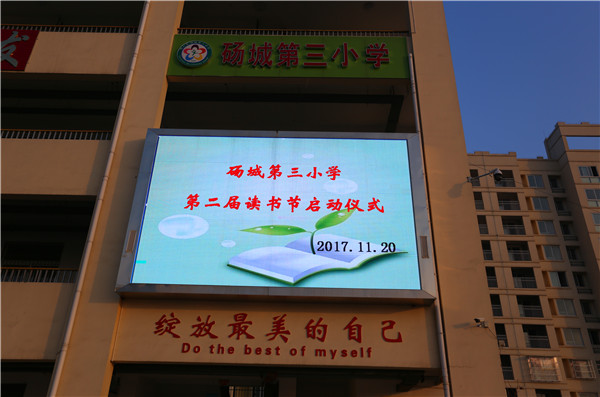 发
砀城第三小学
砀城第三小学
第二届读书节启动仪式
2017.11.20
绽放最美的自己
Do the best of myself